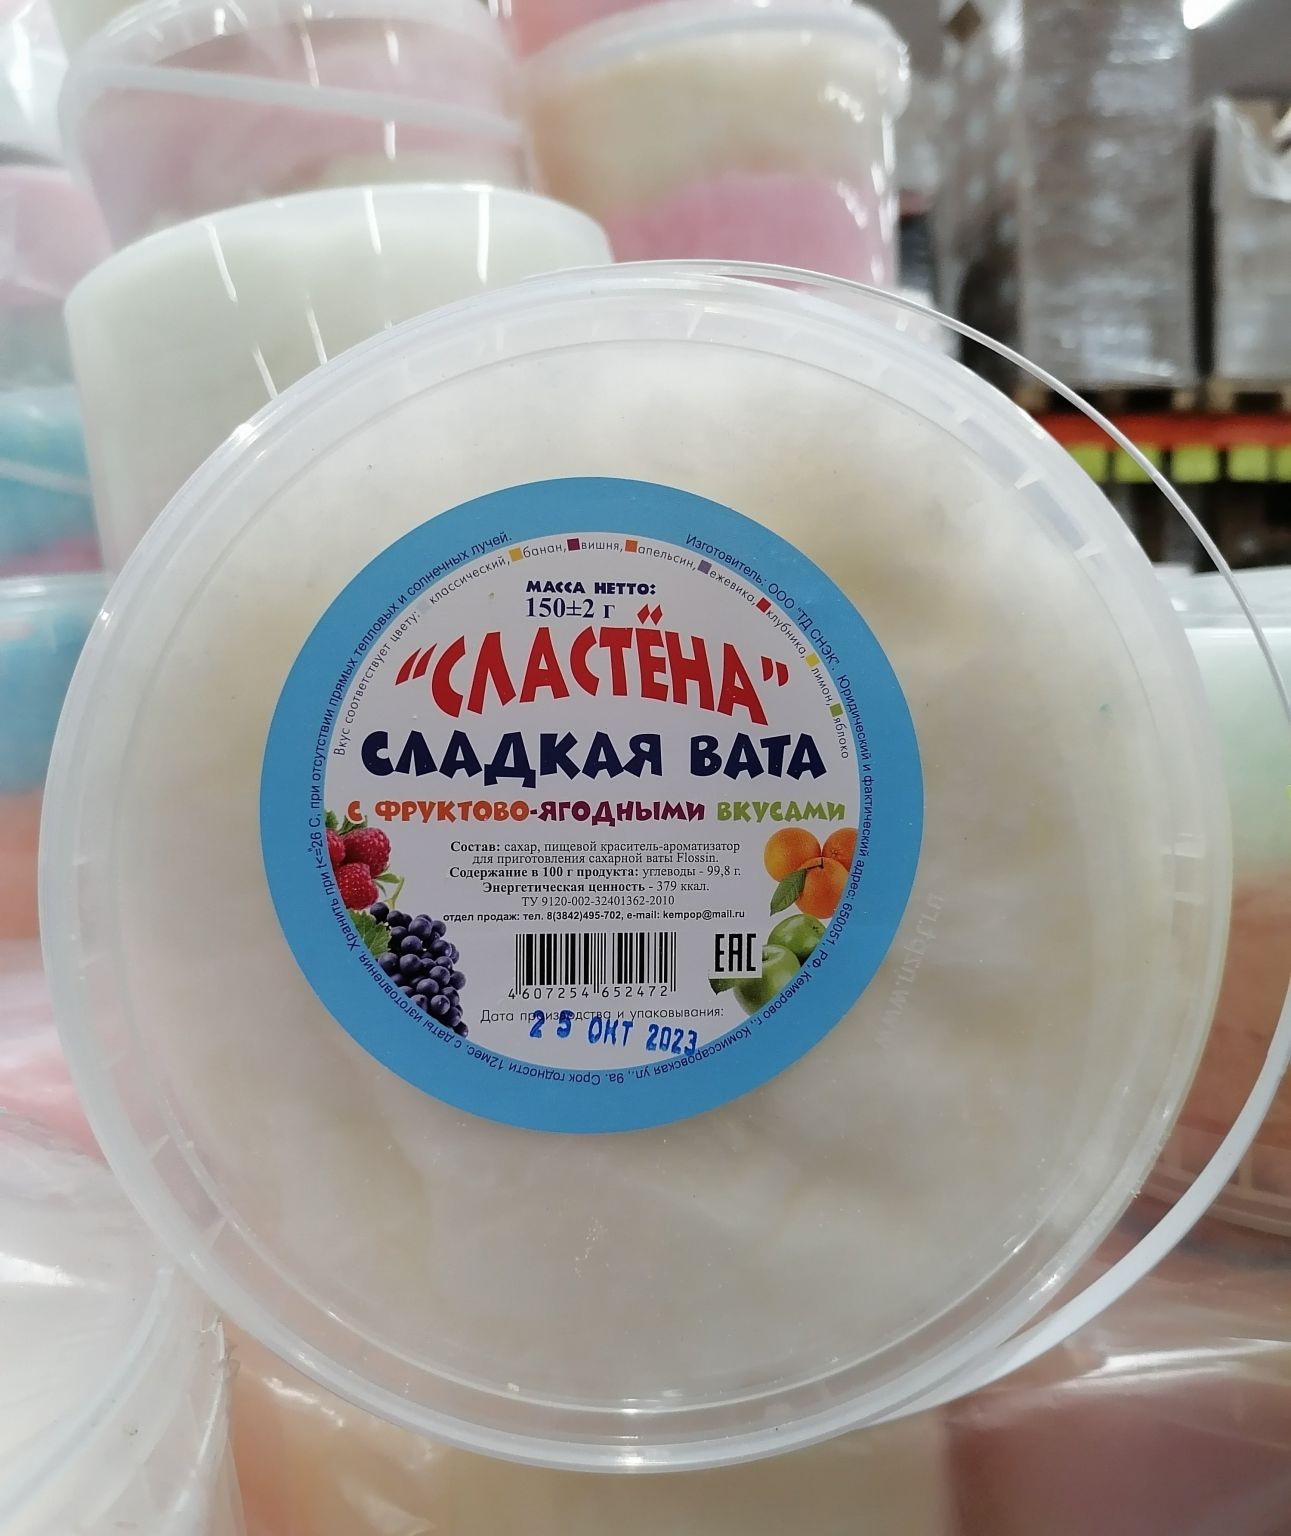 МАССА НЕТТО:
150±2 г
“СЛАСТЁНА”
СЛАДКАЯ ВАТА
С ФРУКТОВО-ЯГОДНЫМИ ВКУСАМИ
Состав: сахар, пищевой краситель-ароматизатор
для приготовления сахарной ваты Flossin.
Содержание в 100 г продукта: углеводы - 99,8 г.
Энергетическая ценность - 379 ккал.
ТУ 9120-002-32401362-2010
отдел продаж: тел. 8(3842)495-702, e-mail: kempop@mail.ru
EAC
4 607254 652472
Дата производства и упаковывания:
25 ОКТ 2023
Вкус соответствует цвету: классический, банан, вишня, апельсин, ежевика, клубника, лимон, яблоко
Изготовитель: ООО "ТД СНЭК". Юридический и фактический адрес: 650051, РФ, Кемерово г., Комиссаровская ул., 9а. Срок годности 12мес. с даты изготовления. Хранить при t<=26°С, при отсутствии прямых тепловых и солнечных лучей.